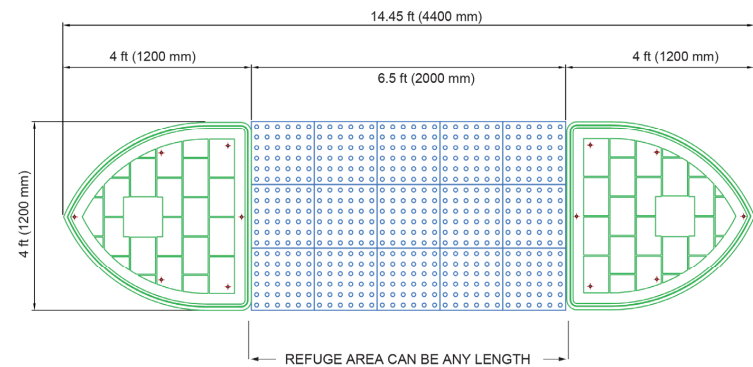 14.45 ft (4400 mm)
4 ft (1200 mm)
6.5 ft (2000 mm)
4 ft (1200 mm)
4 ft (1200 mm)
REFUGE AREA CAN BE ANY LENGTH